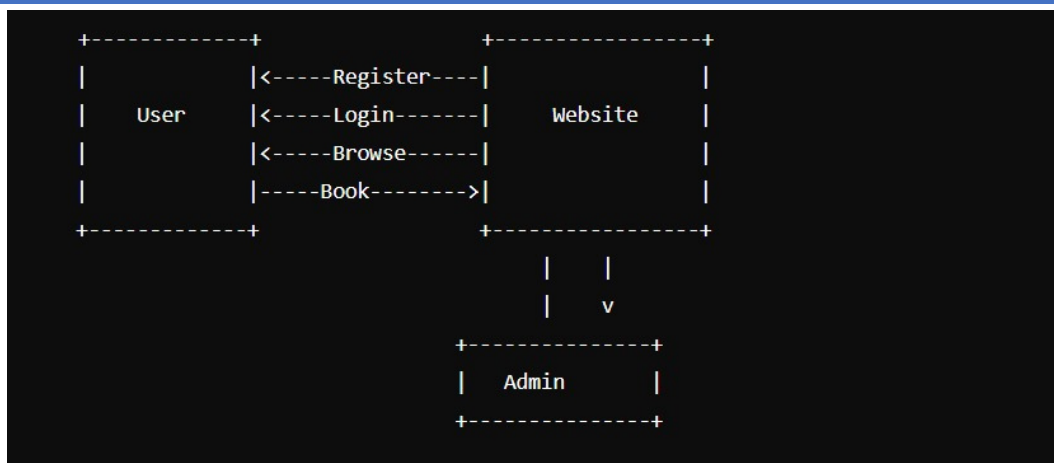 +-------------+                       +-----------------+
|             |<-----Register----|                 |
|    User     |<-----Login-------|     Website     |
|             |<-----Browse------|                 |
|             |-----Book-------->|                 |
+-------------+                       +-----------------+
|   |
|   v
+---------------+
|   Admin       |
+---------------+